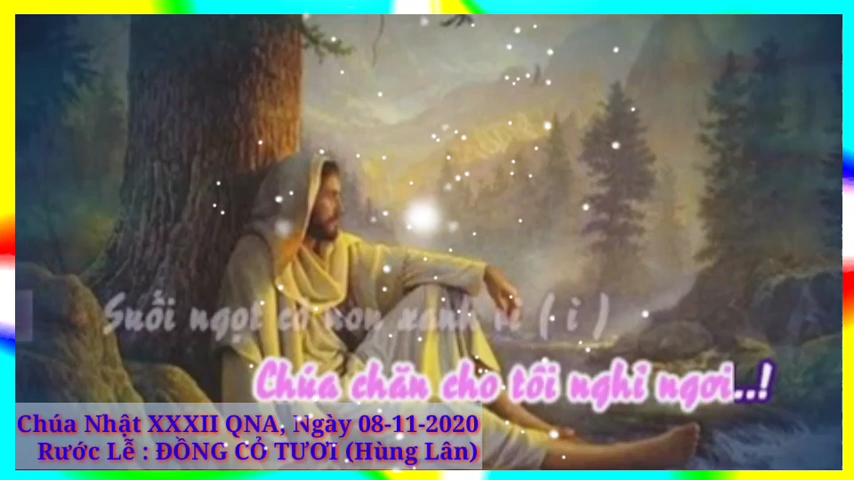 Suối ngọt cỏ non xanh rì ( ì )
Chúa chăn cho tôi nghỉ ngơi..!
Chúa Nhật XXXII QNA, Ngày 08-11-2020
Rước Lễ : ĐỒNG CỎ TƯƠI (Hùng Lân)